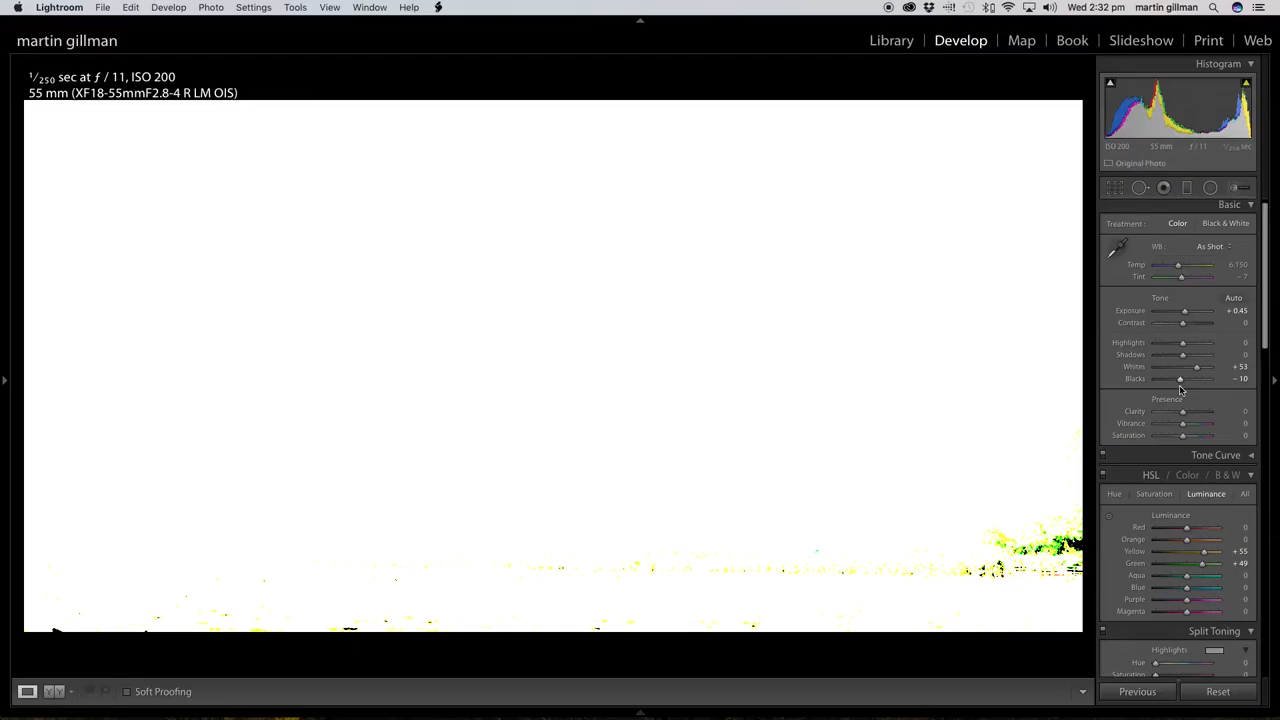 Lightroom File Edit Develop Photo Settings Tools View Window Help Wed 2:32 pm martin gillman
martin gillman
Library | Develop | Map | Book | Slideshow | Print | Web
1/250 sec at ƒ / 11, ISO 200
55 mm (XF18-55mmF2.8-4 R LM OIS)
Histogram
ISO 200 55 mm ƒ / 11 1/250 sec
Original Photo
Basic
Treatment : Color Black & White
WB : As Shot
Temp 6,150
Tint – 7
Tone Auto
Exposure + 0.45
Contrast 0
Highlights 0
Shadows 0
Whites + 53
Blacks – 10
Presence
Clarity 0
Vibrance 0
Saturation 0
Tone Curve
HSL / Color / B & W
Hue Saturation Luminance All
Luminance
Red 0
Orange 0
Yellow + 55
Green + 49
Aqua 0
Blue 0
Purple 0
Magenta 0
Split Toning
Highlights
Hue 0
Saturation 0
Y Y Soft Proofing Previous Reset